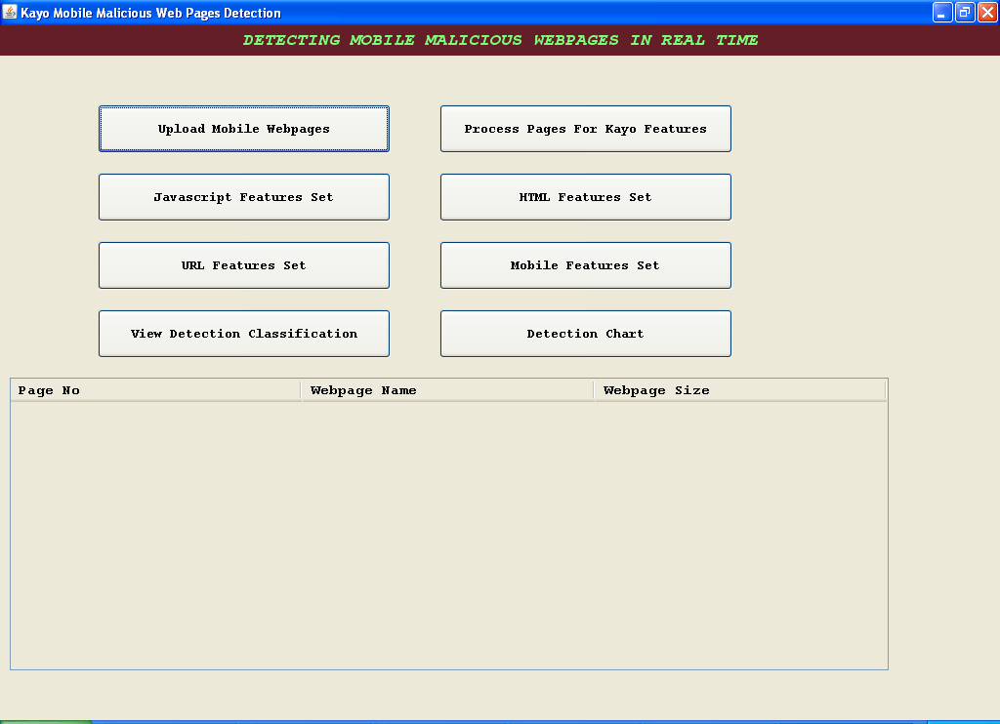 Kayo Mobile Malicious Web Pages Detection
DETECTING MOBILE MALICIOUS WEBPAGES IN REAL TIME
Upload Mobile Webpages
Process Pages For Kayo Features
Javascript Features Set
HTML Features Set
URL Features Set
Mobile Features Set
View Detection Classification
Detection Chart
Page No
Webpage Name
Webpage Size